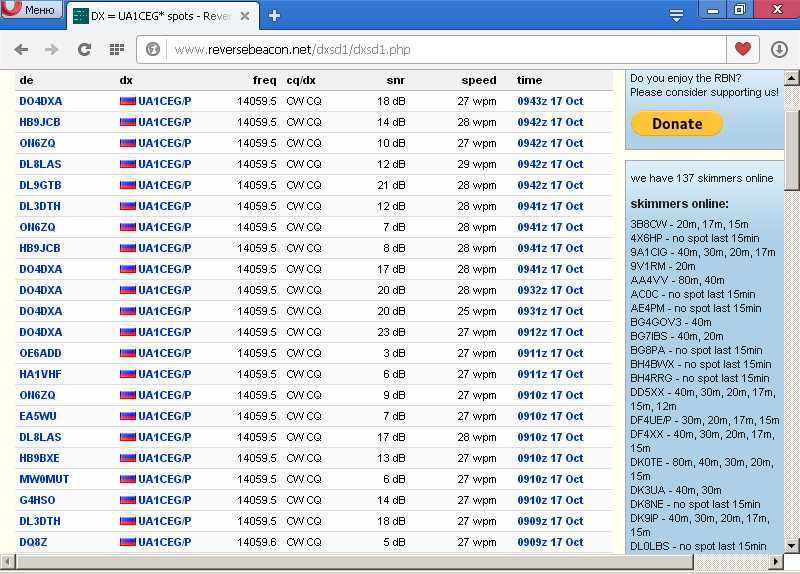 Меню
DX = UA1CEG* spots - Rever
www.reversebeacon.net/dxsd1/dxsd1.php
de dx freq cq/dx snr speed time
DO4DXA UA1CEG/P 14059.5 CW CQ 18 dB 27 wpm 0943z 17 Oct
HB9JCB UA1CEG/P 14059.5 CW CQ 14 dB 28 wpm 0942z 17 Oct
ON6ZQ UA1CEG/P 14059.5 CW CQ 10 dB 27 wpm 0942z 17 Oct
DL8LAS UA1CEG/P 14059.5 CW CQ 12 dB 29 wpm 0942z 17 Oct
DL9GTB UA1CEG/P 14059.5 CW CQ 21 dB 28 wpm 0942z 17 Oct
DL3DTH UA1CEG/P 14059.5 CW CQ 12 dB 28 wpm 0941z 17 Oct
ON6ZQ UA1CEG/P 14059.5 CW CQ 7 dB 28 wpm 0941z 17 Oct
HB9JCB UA1CEG/P 14059.5 CW CQ 8 dB 28 wpm 0941z 17 Oct
DO4DXA UA1CEG/P 14059.5 CW CQ 17 dB 28 wpm 0941z 17 Oct
DO4DXA UA1CEG/P 14059.5 CW CQ 20 dB 28 wpm 0932z 17 Oct
DO4DXA UA1CEG/P 14059.5 CW CQ 20 dB 25 wpm 0931z 17 Oct
DO4DXA UA1CEG/P 14059.5 CW CQ 23 dB 27 wpm 0912z 17 Oct
OE6ADD UA1CEG/P 14059.5 CW CQ 3 dB 27 wpm 0911z 17 Oct
HA1VHF UA1CEG/P 14059.5 CW CQ 6 dB 27 wpm 0911z 17 Oct
ON6ZQ UA1CEG/P 14059.5 CW CQ 9 dB 27 wpm 0910z 17 Oct
EA5WU UA1CEG/P 14059.5 CW CQ 7 dB 27 wpm 0910z 17 Oct
DL8LAS UA1CEG/P 14059.5 CW CQ 17 dB 28 wpm 0910z 17 Oct
HB9BXE UA1CEG/P 14059.5 CW CQ 13 dB 27 wpm 0910z 17 Oct
MW0MUT UA1CEG/P 14059.5 CW CQ 6 dB 27 wpm 0910z 17 Oct
G4HSO UA1CEG/P 14059.5 CW CQ 14 dB 27 wpm 0910z 17 Oct
DL3DTH UA1CEG/P 14059.5 CW CQ 18 dB 27 wpm 0909z 17 Oct
DQ8Z UA1CEG/P 14059.6 CW CQ 5 dB 27 wpm 0909z 17 Oct
Do you enjoy the RBN?
Please consider supporting us!
Donate
we have 137 skimmers online
skimmers online:
3B8CW - 20m, 17m, 15m
4X6HP - no spot last 15min
9A1CIG - 40m, 30m, 20m, 17m
9V1RM - 20m
AA4VV - 80m, 40m
AC0C - no spot last 15min
AE4PM - no spot last 15min
BG4GOV3 - 40m
BG7IBS - 40m, 20m
BG8PA - no spot last 15min
BH4BWX - no spot last 15min
BH4RRG - no spot last 15min
DD5XX - 40m, 30m, 20m, 17m,
15m, 12m
DF4UE/P - 30m, 20m, 17m, 15m
DF4XX - 40m, 30m, 20m, 17m,
15m
DK0TE - 80m, 40m, 30m, 20m,
15m
DK3UA - 40m, 30m
DK8NE - no spot last 15min
DK9IP - 40m, 30m, 20m, 17m,
15m
DL0LBS - no spot last 15min